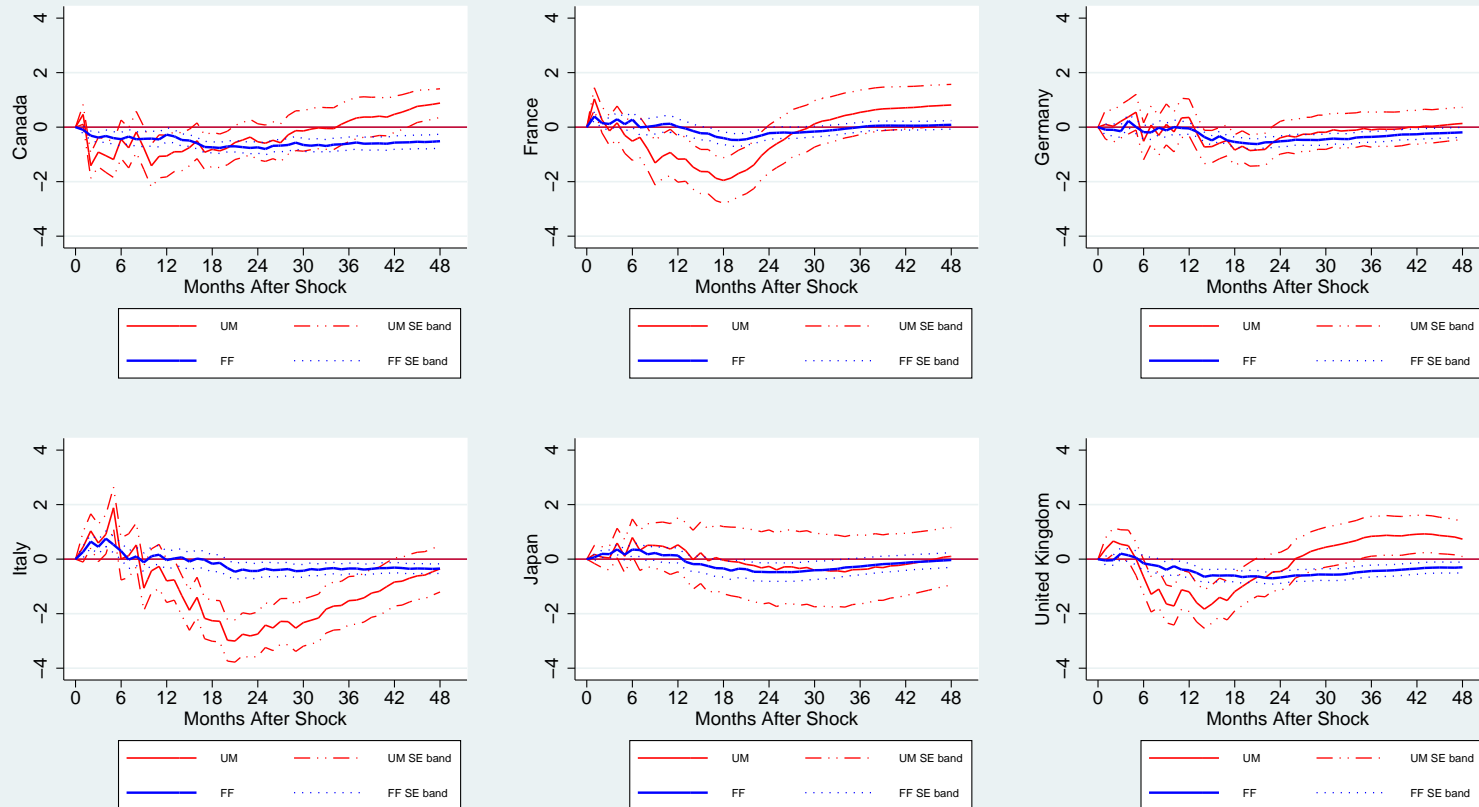 4
2
0
−2
−4
Canada
0 6 12 18 24 30 36 42 48
Months After Shock
UM UM SE band
FF FF SE band
4
2
0
−2
−4
France
0 6 12 18 24 30 36 42 48
Months After Shock
UM UM SE band
FF FF SE band
4
2
0
−2
−4
Germany
0 6 12 18 24 30 36 42 48
Months After Shock
UM UM SE band
FF FF SE band
4
2
0
−2
−4
Italy
0 6 12 18 24 30 36 42 48
Months After Shock
UM UM SE band
FF FF SE band
4
2
0
−2
−4
Japan
0 6 12 18 24 30 36 42 48
Months After Shock
UM UM SE band
FF FF SE band
4
2
0
−2
−4
United Kingdom
0 6 12 18 24 30 36 42 48
Months After Shock
UM UM SE band
FF FF SE band